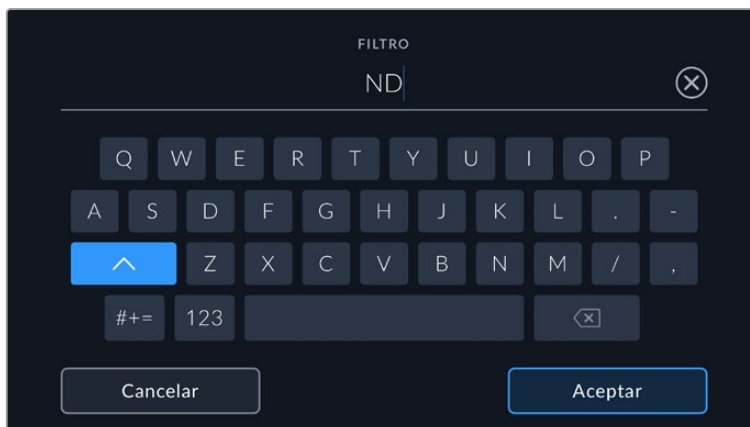 FILTRO
ND
Q W E R T Y U I O P
A S D F G H J K L . -
Z X C V B N M / ,
#+= 123
Cancelar Aceptar